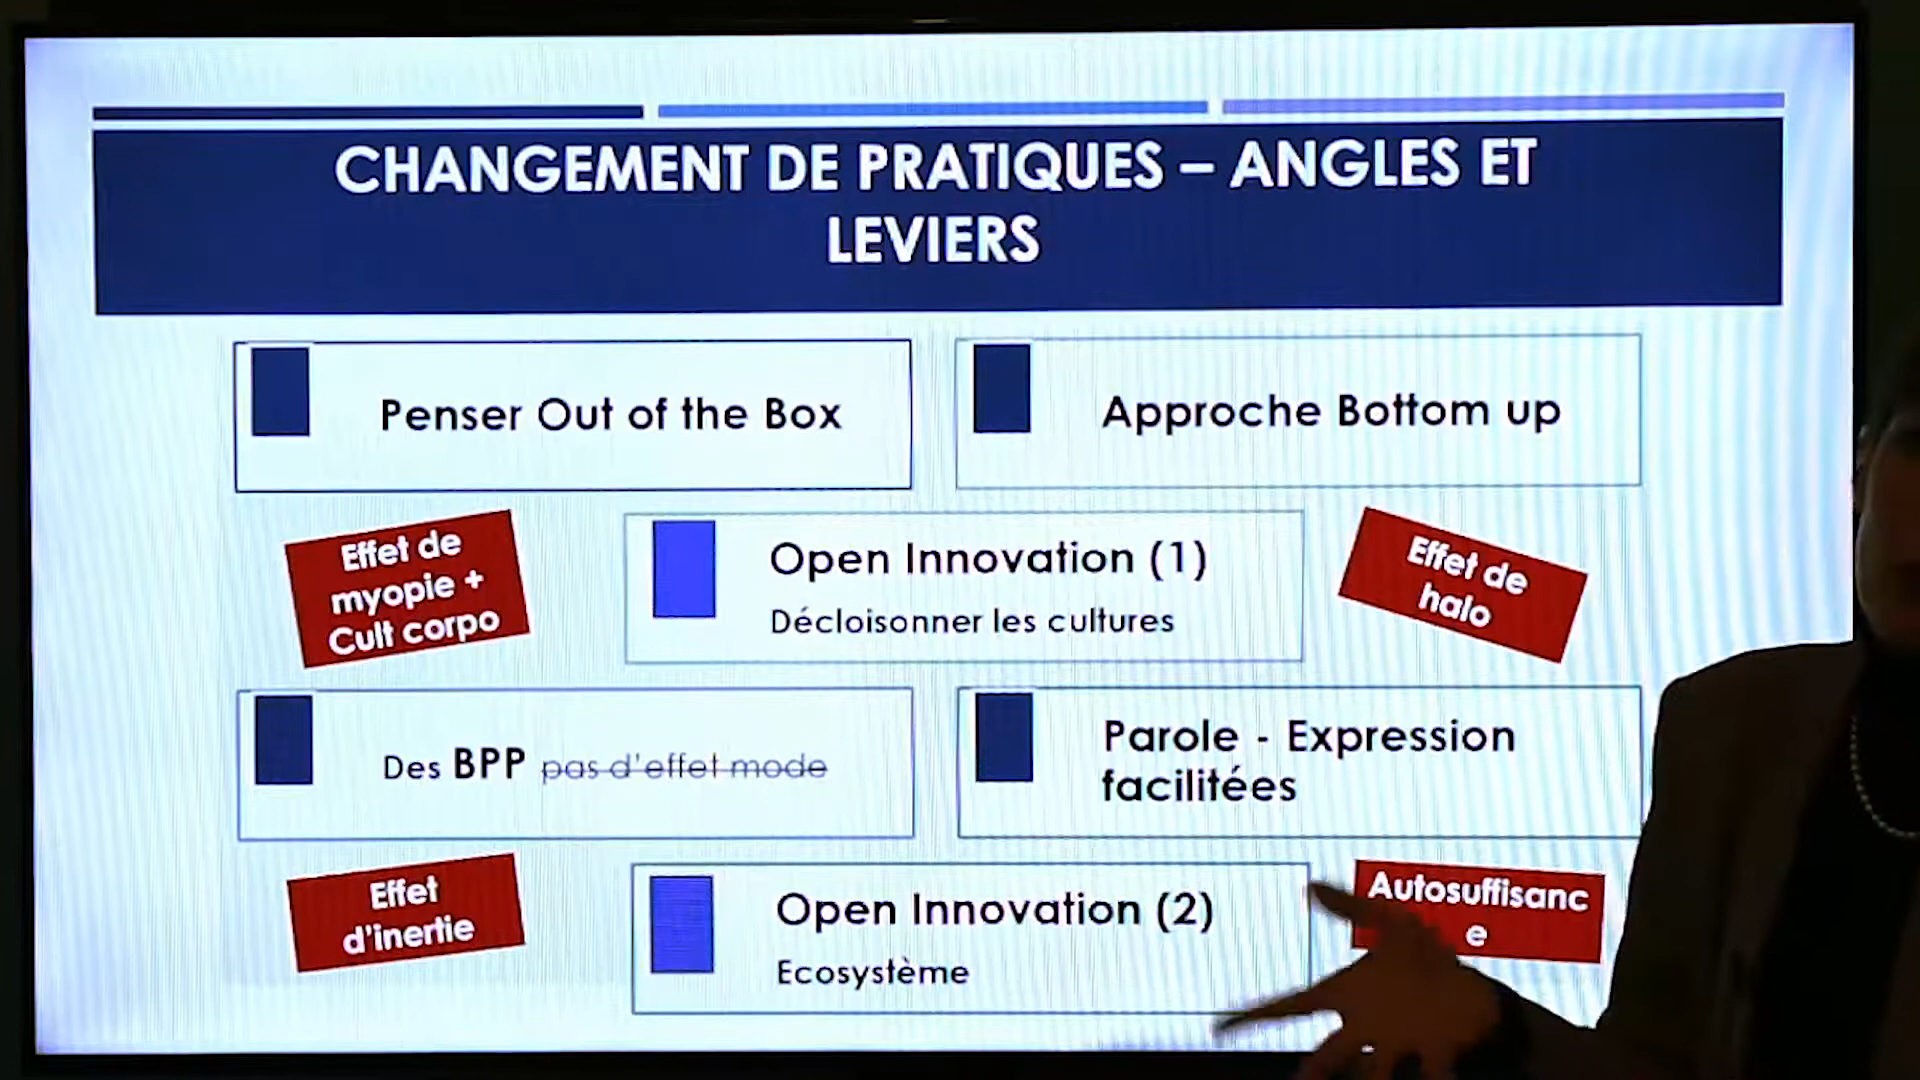 CHANGEMENT DE PRATIQUES – ANGLES ET
LEVIERS
Penser Out of the Box
Approche Bottom up
Effet de
myopie +
Cult corpo
Open Innovation (1)
Décloisonner les cultures
Effet de
halo
Des BPP pas d'effet mode
Parole - Expression
facilitées
Effet
d'inertie
Open Innovation (2)
Ecosystème
Autosuffisanc
e